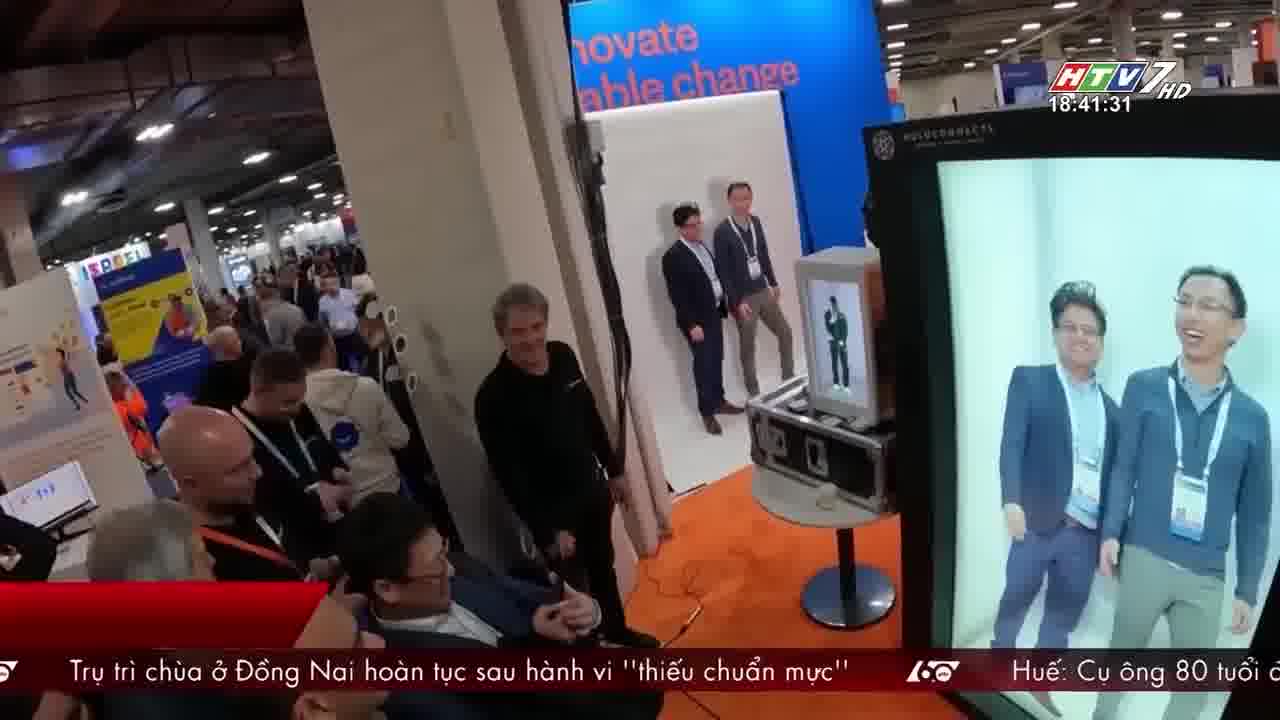 novate
able change
HTV7 HD
18:41:31
HOLOCONNECTS
Trụ trì chùa ở Đồng Nai hoàn tục sau hành vi "thiếu chuẩn mực"
60
Huế: Cụ ông 80 tuổi